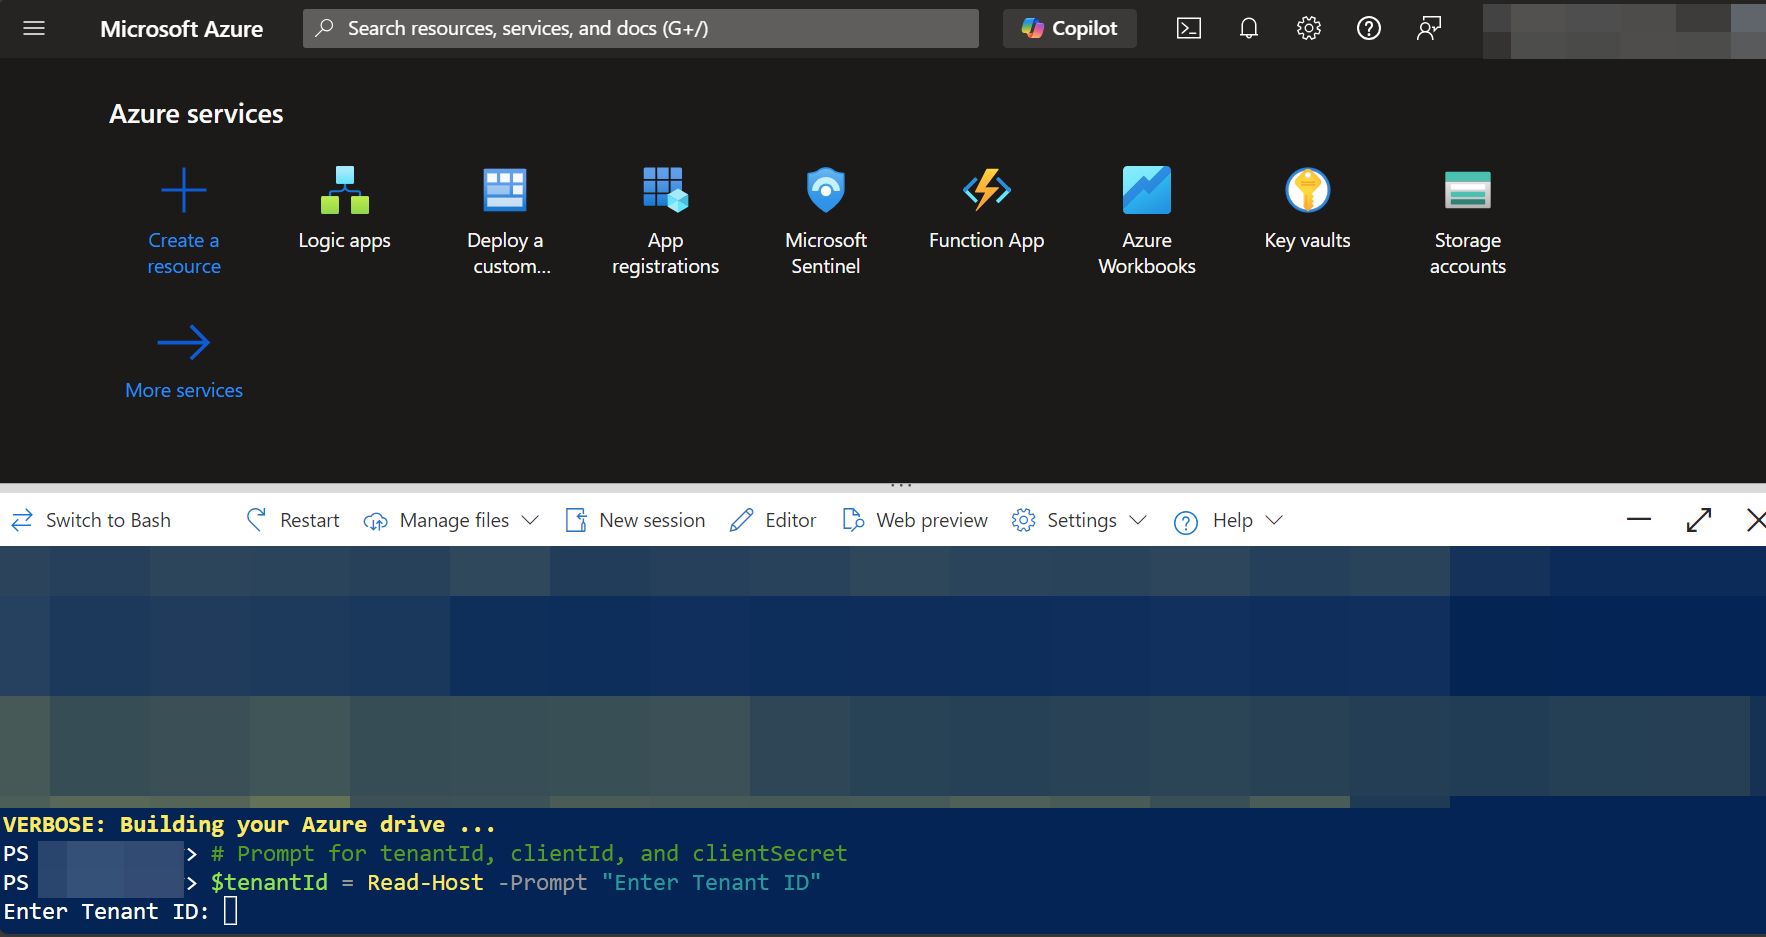 Microsoft Azure
Search resources, services, and docs (G+/)
Copilot
Azure services
Create a resource
Logic apps
Deploy a custom...
App registrations
Microsoft Sentinel
Function App
Azure Workbooks
Key vaults
Storage accounts
More services
Switch to Bash
Restart
Manage files
New session
Editor
Web preview
Settings
Help
VERBOSE: Building your Azure drive ...
PS > # Prompt for tenantId, clientId, and clientSecret
PS > $tenantId = Read-Host -Prompt "Enter Tenant ID"
Enter Tenant ID: